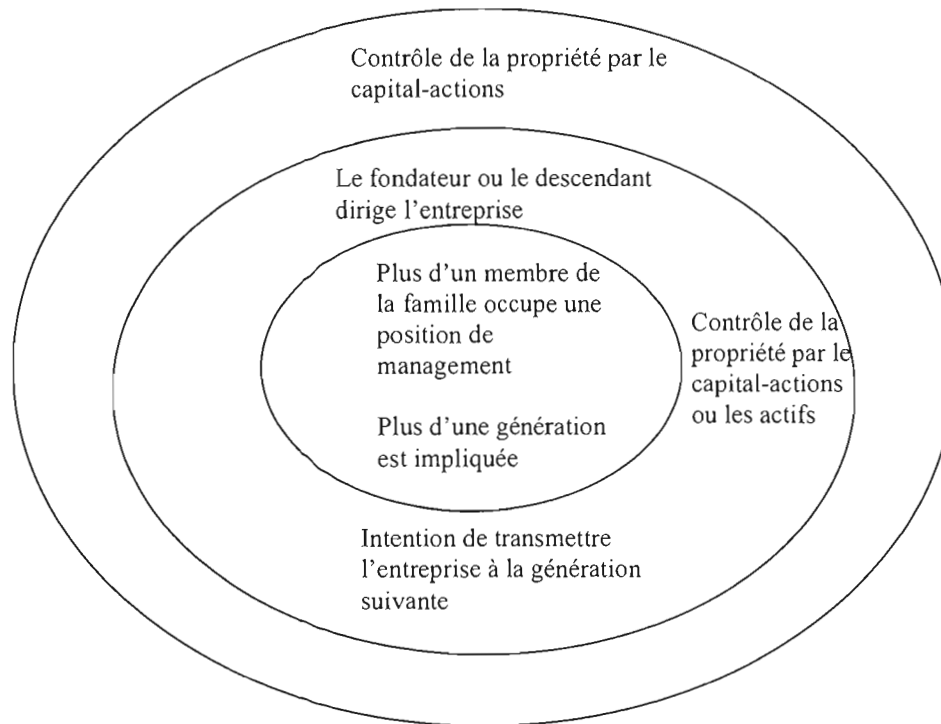 Contrôle de la propriété par le
capital-actions
Le fondateur ou le descendant
dirige l'entreprise
Plus d'un membre de
la famille occupe une
position de
management
Plus d'une génération
est impliquée
Contrôle de la
propriété par le
capital-actions
ou les actifs
Intention de transmettre
l'entreprise à la génération
suivante